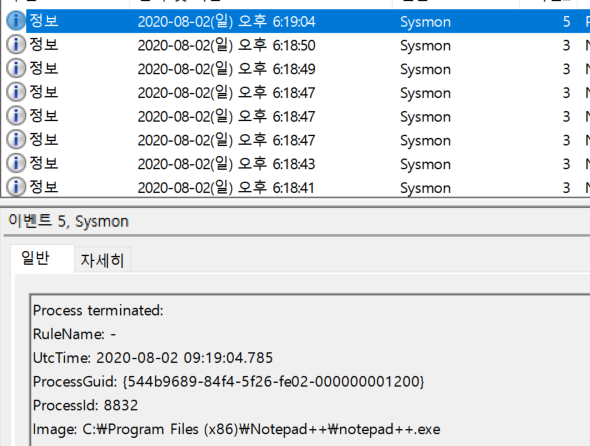 정보 2020-08-02(일) 오후 6:19:04 Sysmon 5
정보 2020-08-02(일) 오후 6:18:50 Sysmon 3
정보 2020-08-02(일) 오후 6:18:49 Sysmon 3
정보 2020-08-02(일) 오후 6:18:47 Sysmon 3
정보 2020-08-02(일) 오후 6:18:47 Sysmon 3
정보 2020-08-02(일) 오후 6:18:47 Sysmon 3
정보 2020-08-02(일) 오후 6:18:43 Sysmon 3
정보 2020-08-02(일) 오후 6:18:41 Sysmon 3
이벤트 5, Sysmon
일반 자세히
Process terminated:
RuleName: -
UtcTime: 2020-08-02 09:19:04.785
ProcessGuid: {544b9689-84f4-5f26-fe02-000000001200}
ProcessId: 8832
Image: C:₩Program Files (x86)₩Notepad++₩notepad++.exe